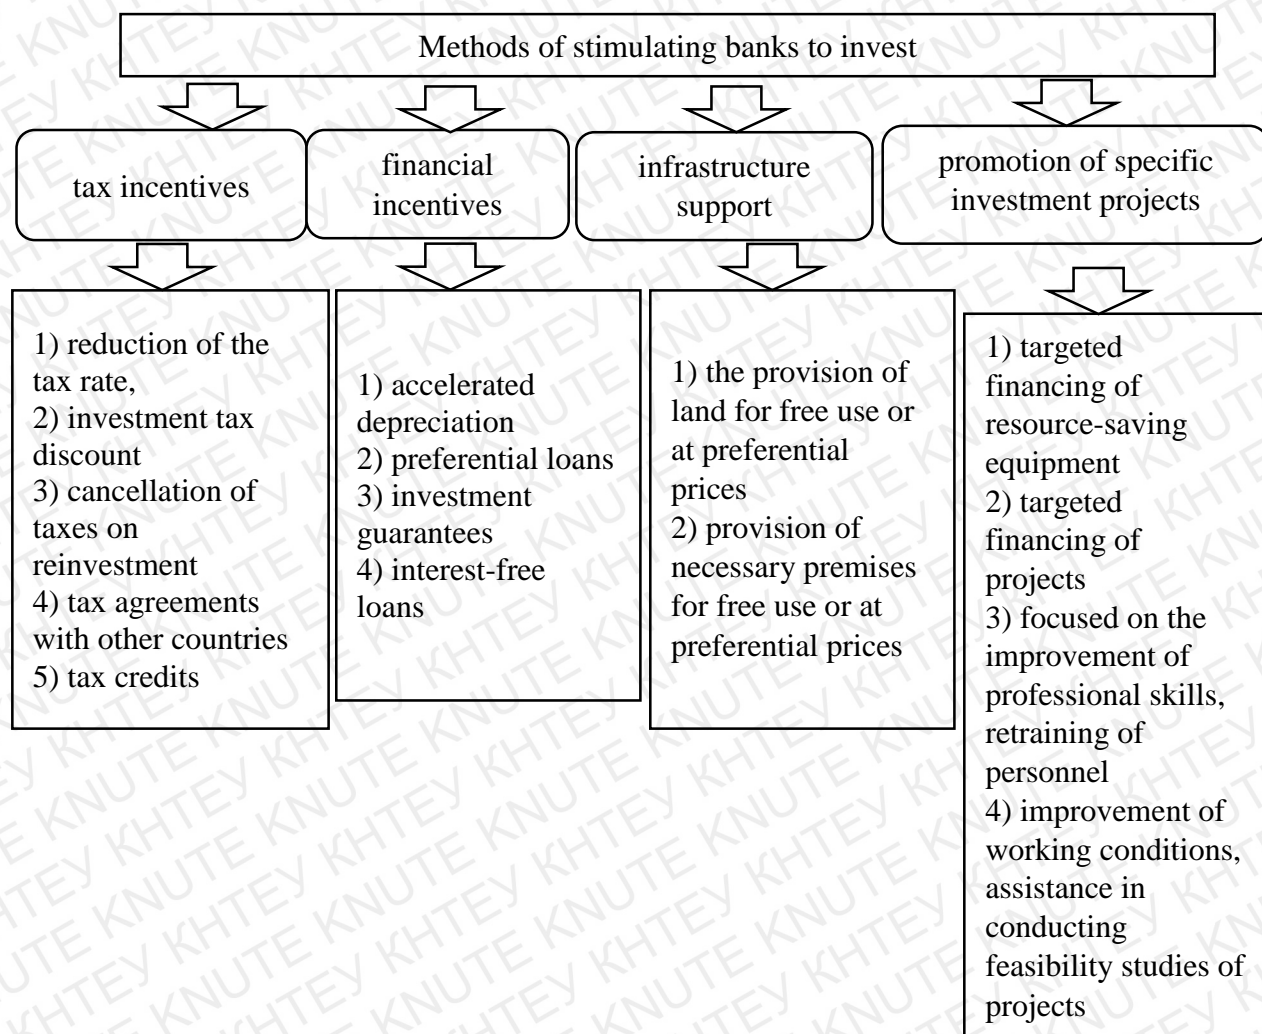 Methods of stimulating banks to invest
tax incentives
financial
incentives
infrastructure
support
promotion of specific
investment projects
1) reduction of the
tax rate,
2) investment tax
discount
3) cancellation of
taxes on
reinvestment
4) tax agreements
with other countries
5) tax credits
1) accelerated
depreciation
2) preferential loans
3) investment
guarantees
4) interest-free
loans
1) the provision of
land for free use or
at preferential
prices
2) provision of
necessary premises
for free use or at
preferential prices
1) targeted
financing of
resource-saving
equipment
2) targeted
financing of
projects
3) focused on the
improvement of
professional skills,
retraining of
personnel
4) improvement of
working conditions,
assistance in
conducting
feasibility studies of
projects